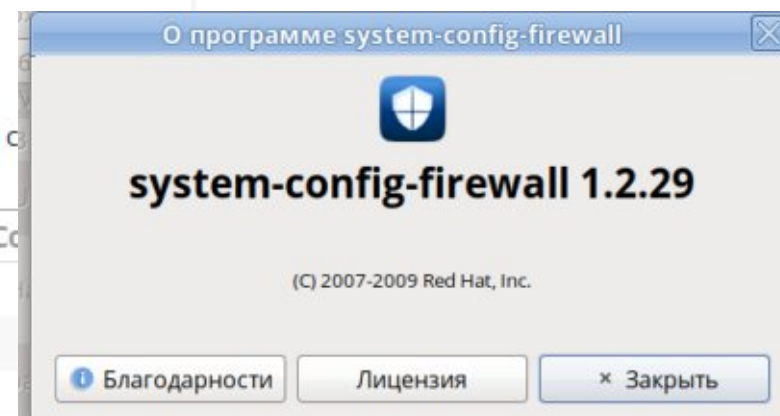 О программе system-config-firewall
system-config-firewall 1.2.29
(C) 2007-2009 Red Hat, Inc.
Благодарности
Лицензия
× Закрыть